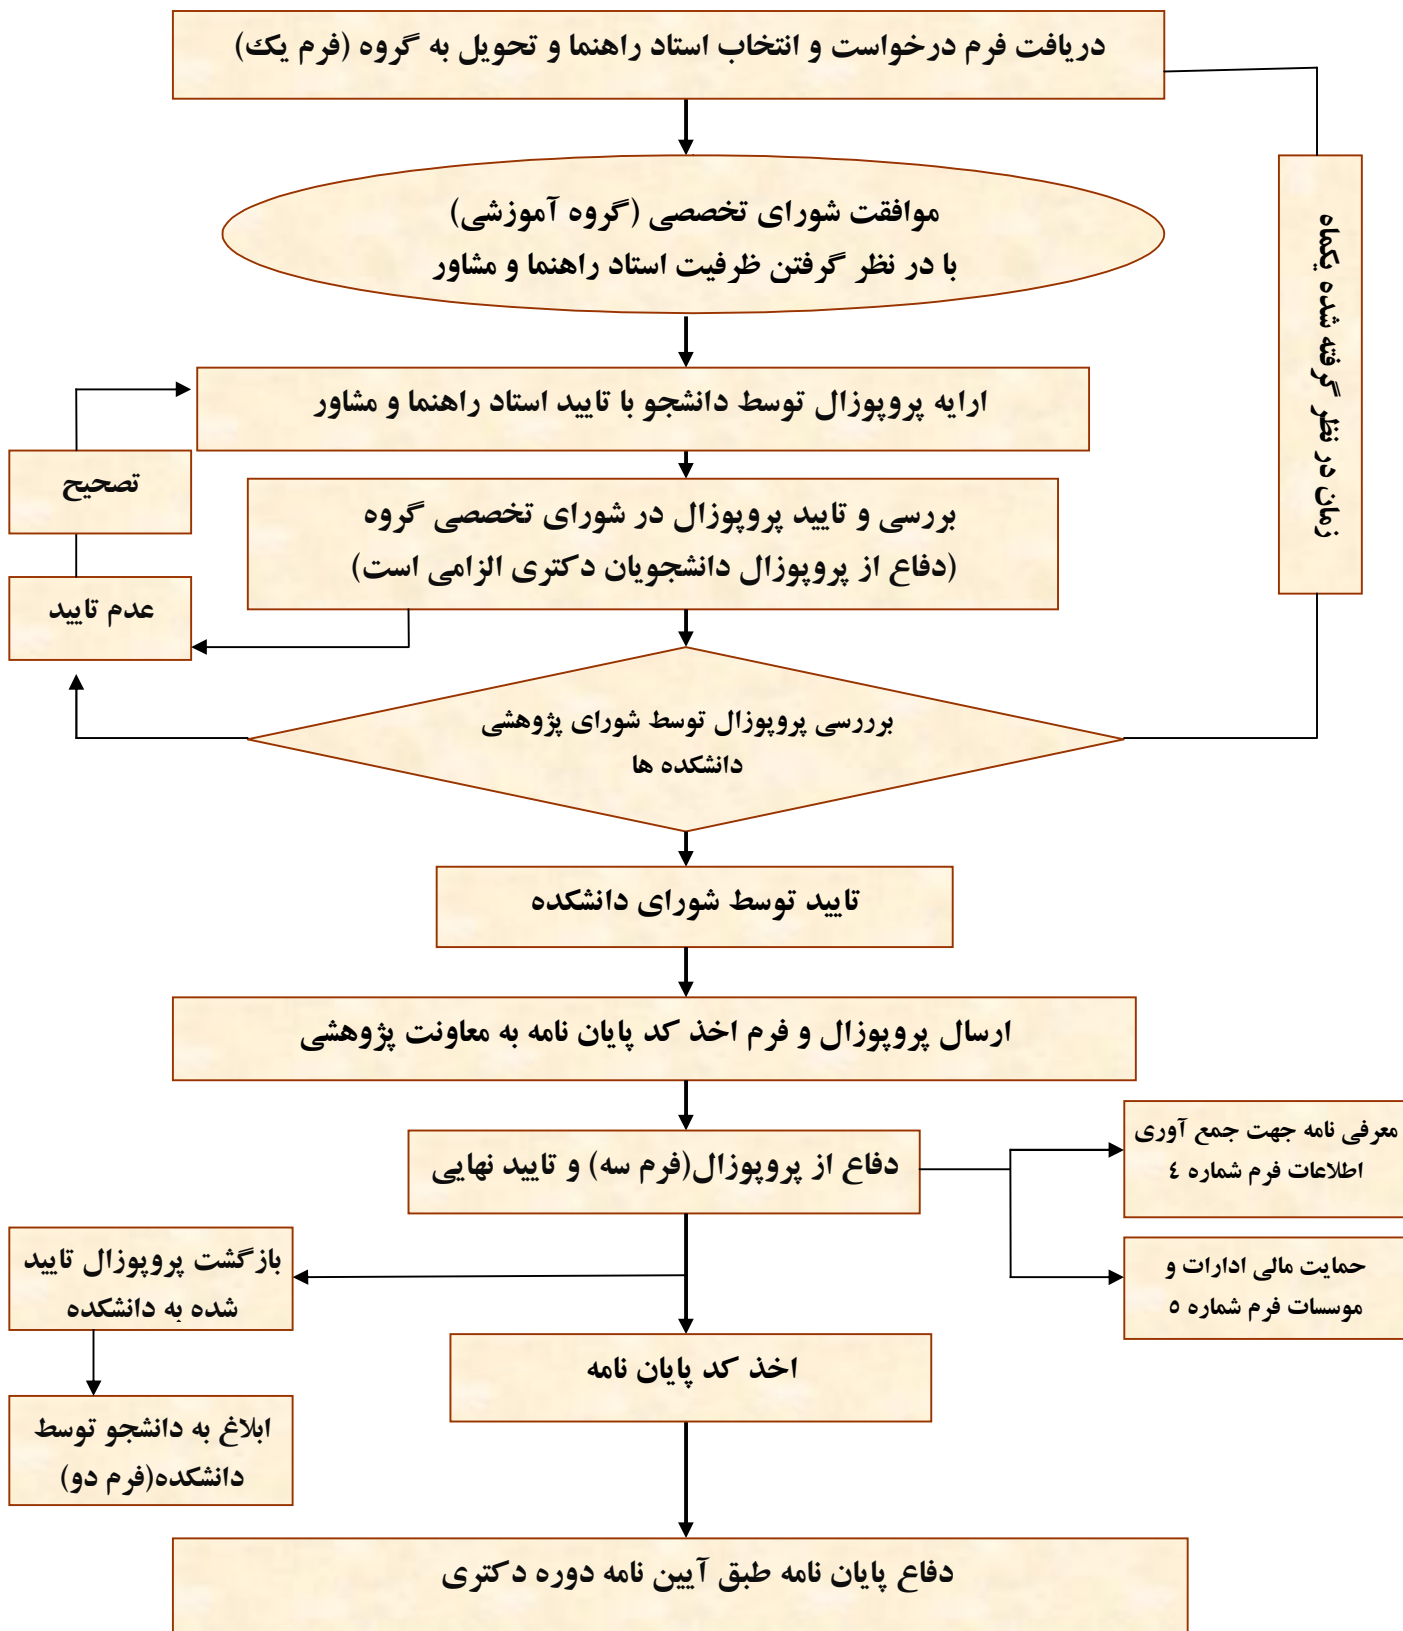 دریافت فرم درخواست و انتخاب استاد راهنما و تحویل به گروه (فرم یک)
موافقت شورای تخصصی (گروه آموزشی)
با در نظر گرفتن ظرفیت استاد راهنما و مشاور
زمان در نظر گرفته شده یکماه
ارایه پروپوزال توسط دانشجو با تایید استاد راهنما و مشاور
تصحیح
بررسی و تایید پروپوزال در شورای تخصصی گروه
(دفاع از پروپوزال دانشجویان دکتری الزامی است)
عدم تایید
برررسی پروپوزال توسط شورای پژوهشی
دانشکده ها
تایید توسط شورای دانشکده
ارسال پروپوزال و فرم اخذ کد پایان نامه به معاونت پژوهشی
دفاع از پروپوزال(فرم سه) و تایید نهایی
معرفی نامه جهت جمع آوری
اطلاعات فرم شماره ٤
حمایت مالی ادارات و
موسسات فرم شماره ٥
بازگشت پروپوزال تایید
شده به دانشکده
اخذ کد پایان نامه
ابلاغ به دانشجو توسط
دانشکده(فرم دو)
دفاع پایان نامه طبق آیین نامه دوره دکتری